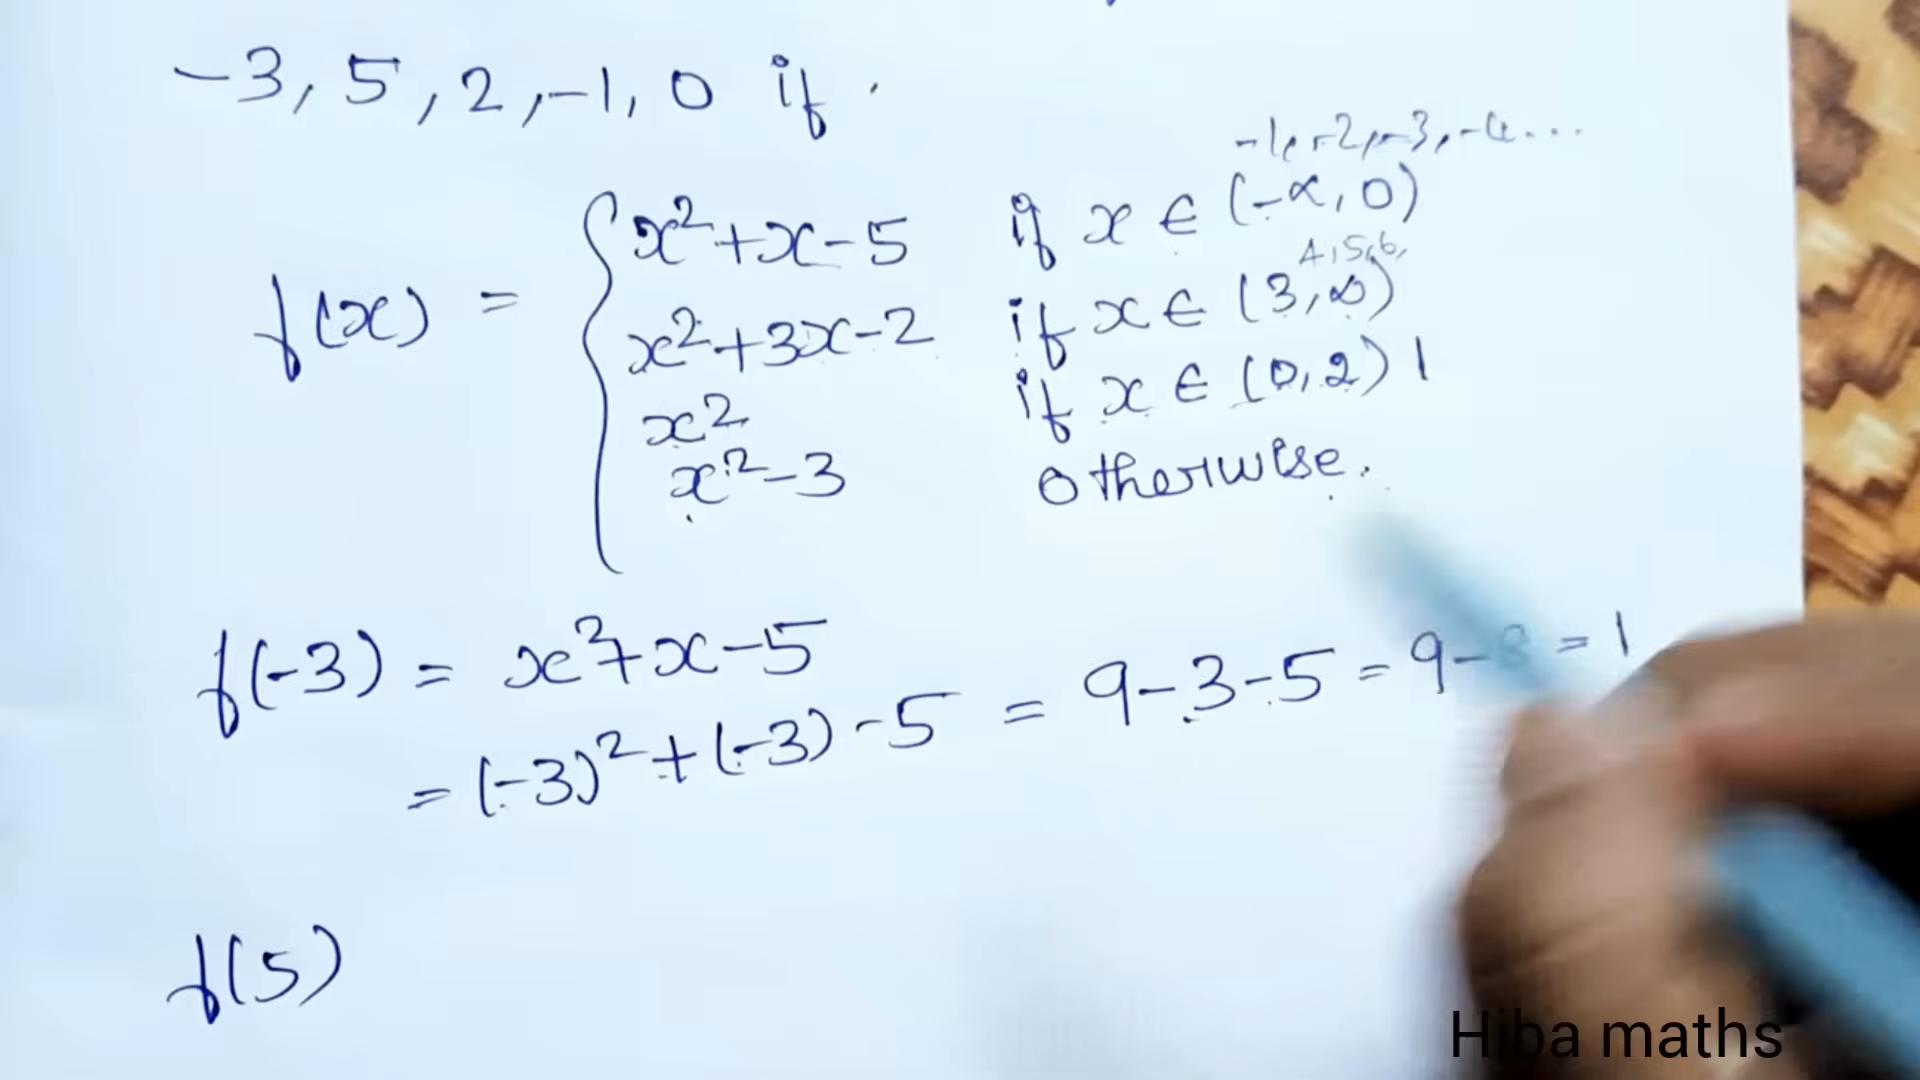 -3, 5, 2, -1, 0 if
-1, -2, -3, -4...
f(x) = { x²+x-5 if x ∈ (-∝, 0)
4, 5, 6,
x²+3x-2 if x ∈ (3, ∞)
x² if x ∈ (0, 2) 1
x²-3 otherwise.
f(-3) = x²+x-5
= (-3)²+(-3)-5 = 9-3-5 = 9-8 = 1
f(5)
Hiba maths